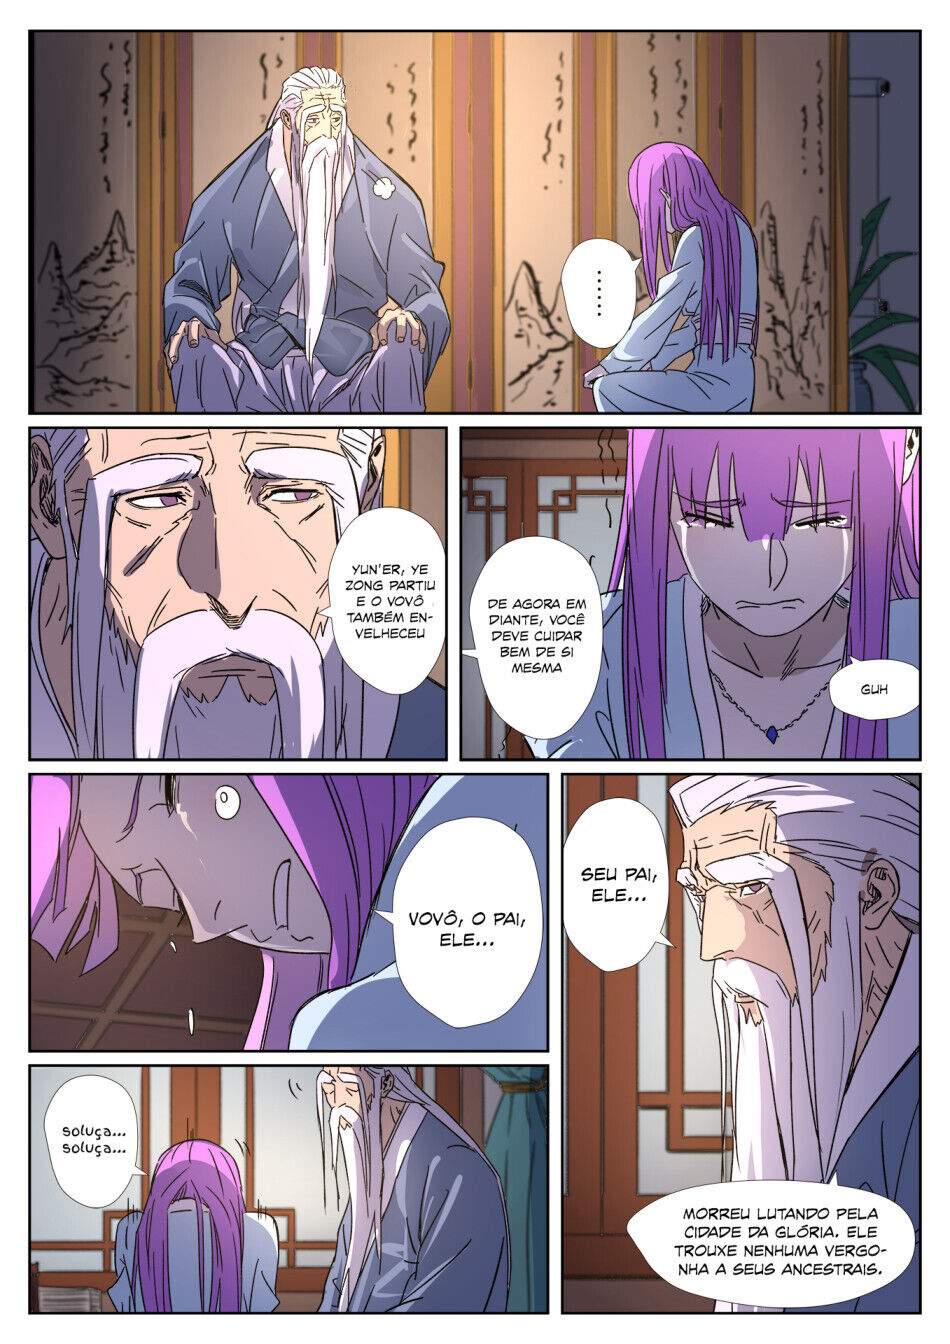 ......
YUN'ER, YE
ZONG PARTIU
E O VOVÔ
TAMBÉM EN-
VELHECEU
DE AGORA EM
DIANTE, VOCÊ
DEVE CUIDAR
BEM DE SI
MESMA
GUH
VOVÔ, O PAI,
ELE...
SEU PAI,
ELE...
MORREU LUTANDO PELA
CIDADE DA GLÓRIA. ELE
TROUXE NENHUMA VERGO-
NHA A SEUS ANCESTRAIS.
soluça...
soluça...